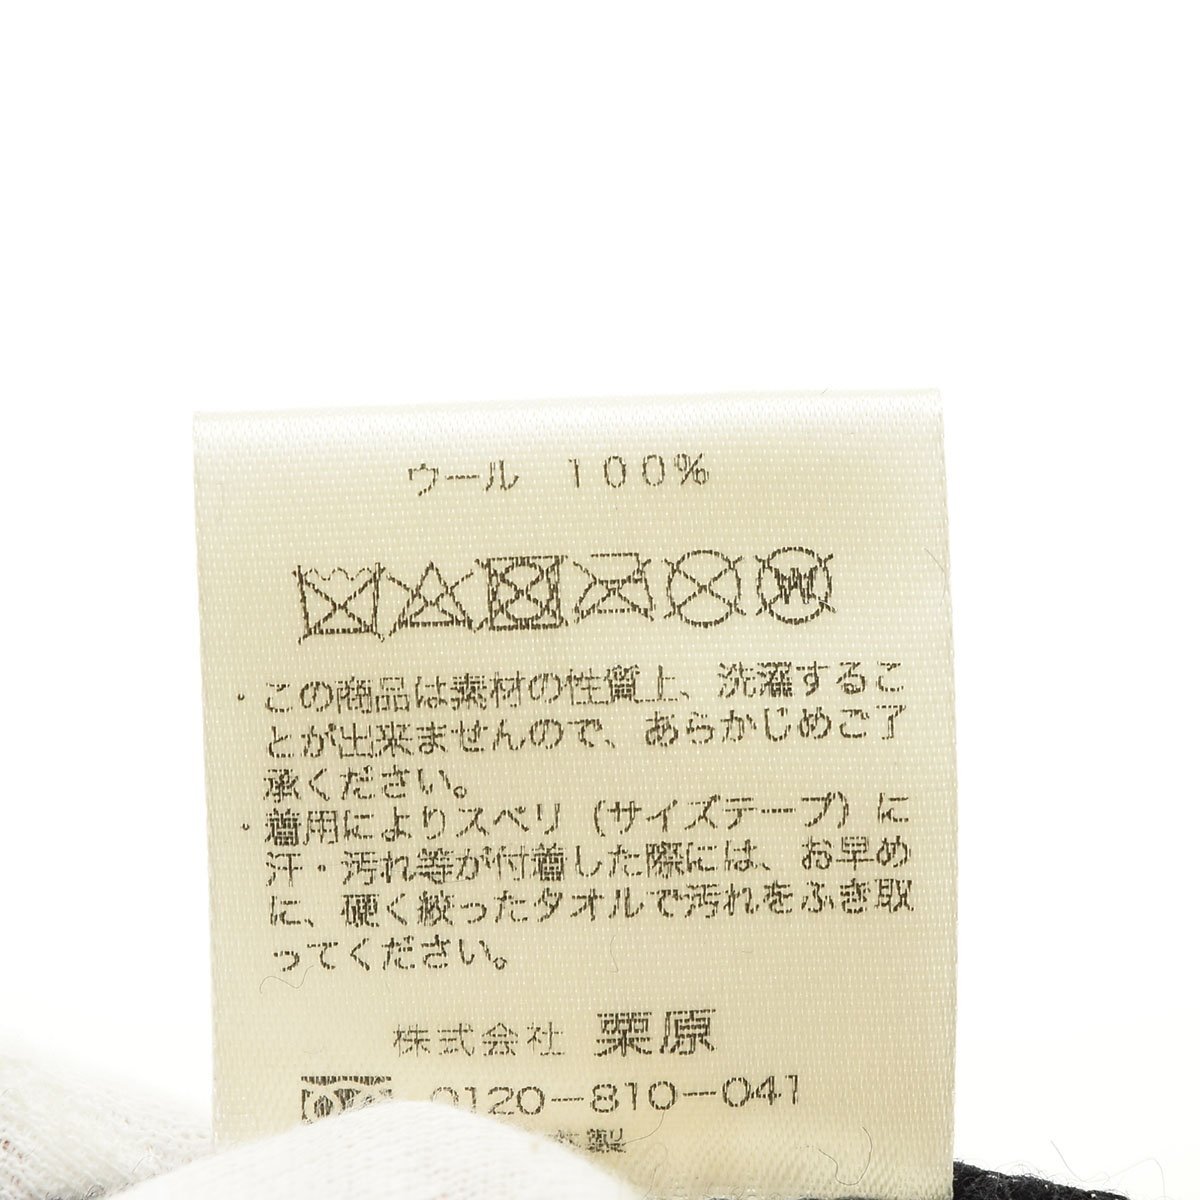 ウール 100%
・この商品は素材の性質上、洗濯するこ
とが出来ませんので、あらかじめご了
承ください。
・着用によりスベリ(サイズテープ)に
汗・汚れ等が付着した際には、お早め
に、硬く絞ったタオルで汚れをふき取
ってください。
株式会社 栗原
0120-810-041
製